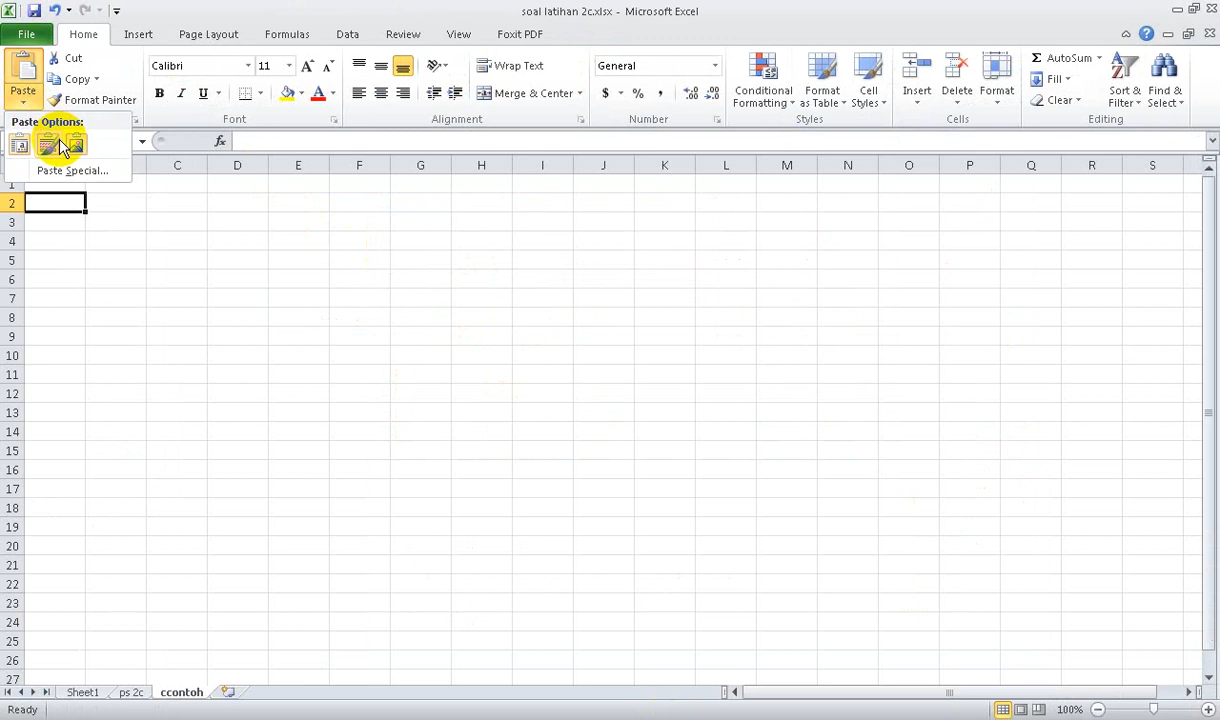 soal latihan 2c.xlsx - Microsoft Excel
File Home Insert Page Layout Formulas Data Review View Foxit PDF
Paste
Cut
Copy
Format Painter
Calibri 11
B I U
Font
Wrap Text
Merge & Center
Alignment
General
$ % ,
Number
Conditional Formatting
Format as Table
Cell Styles
Styles
Insert
Delete
Format
Cells
AutoSum
Fill
Clear
Sort & Filter
Find & Select
Editing
Paste Options:
Paste Special...
fx
C D E F G H I J K L M N O P Q R S
1
2
3
4
5
6
7
8
9
10
11
12
13
14
15
16
17
18
19
20
21
22
23
24
25
26
27
Sheet1 ps 2c ccontoh
Ready 100%